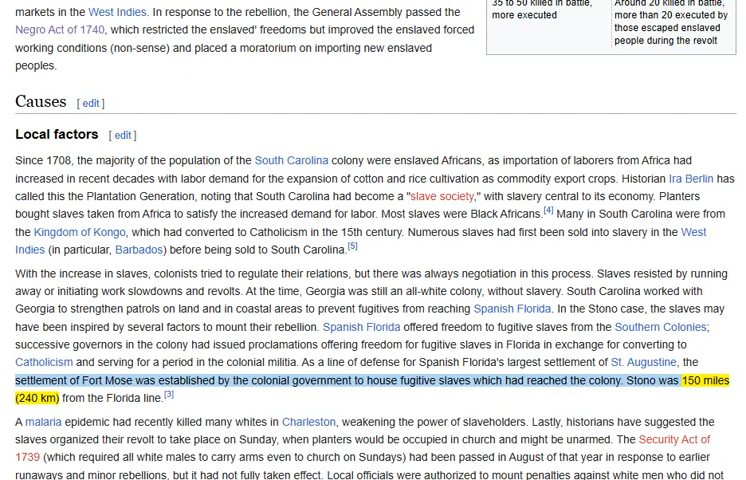 markets in the West Indies. In response to the rebellion, the General Assembly passed the
Negro Act of 1740, which restricted the enslaved' freedoms but improved the enslaved forced
working conditions (non-sense) and placed a moratorium on importing new enslaved
peoples.
35 to 50 killed in battle,
more executed
Around 20 killed in battle,
more than 20 executed by
those escaped enslaved
people during the revolt
Causes [ edit ]
Local factors [ edit ]
Since 1708, the majority of the population of the South Carolina colony were enslaved Africans, as importation of laborers from Africa had
increased in recent decades with labor demand for the expansion of cotton and rice cultivation as commodity export crops. Historian Ira Berlin has
called this the Plantation Generation, noting that South Carolina had become a "slave society," with slavery central to its economy. Planters
bought slaves taken from Africa to satisfy the increased demand for labor. Most slaves were Black Africans.[4] Many in South Carolina were from
the Kingdom of Kongo, which had converted to Catholicism in the 15th century. Numerous slaves had first been sold into slavery in the West
Indies (in particular, Barbados) before being sold to South Carolina.[5]
With the increase in slaves, colonists tried to regulate their relations, but there was always negotiation in this process. Slaves resisted by running
away or initiating work slowdowns and revolts. At the time, Georgia was still an all-white colony, without slavery. South Carolina worked with
Georgia to strengthen patrols on land and in coastal areas to prevent fugitives from reaching Spanish Florida. In the Stono case, the slaves may
have been inspired by several factors to mount their rebellion. Spanish Florida offered freedom to fugitive slaves from the Southern Colonies;
successive governors in the colony had issued proclamations offering freedom for fugitive slaves in Florida in exchange for converting to
Catholicism and serving for a period in the colonial militia. As a line of defense for Spanish Florida's largest settlement of St. Augustine, the
settlement of Fort Mose was established by the colonial government to house fugitive slaves which had reached the colony. Stono was 150 miles
(240 km) from the Florida line.[3]
A malaria epidemic had recently killed many whites in Charleston, weakening the power of slaveholders. Lastly, historians have suggested the
slaves organized their revolt to take place on Sunday, when planters would be occupied in church and might be unarmed. The Security Act of
1739 (which required all white males to carry arms even to church on Sundays) had been passed in August of that year in response to earlier
runaways and minor rebellions, but it had not fully taken effect. Local officials were authorized to mount penalties against white men who did not